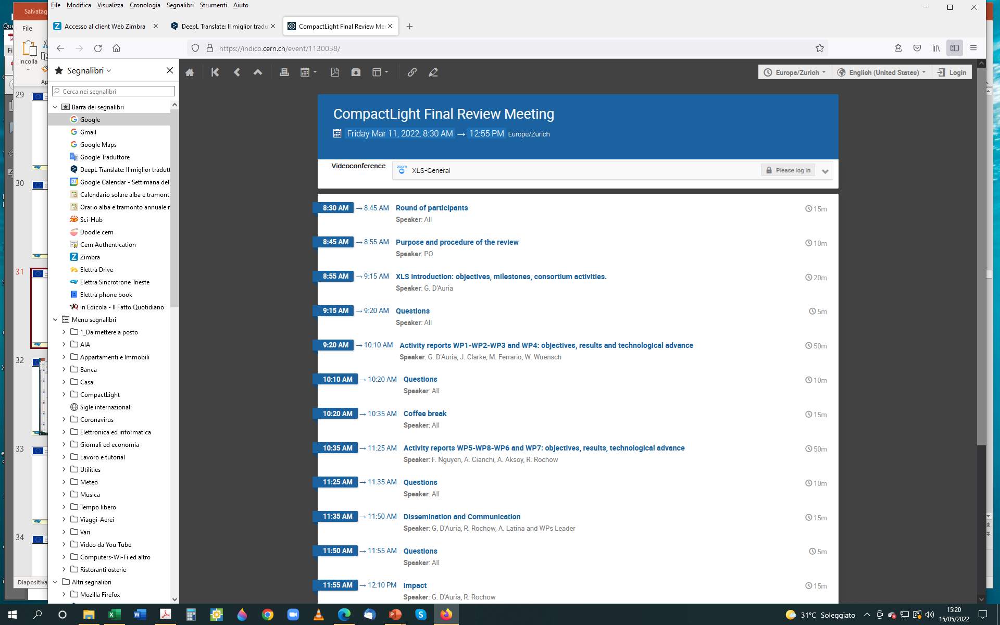 File Modifica Visualizza Cronologia Segnalibri Strumenti Aiuto
Salvatag
Accesso al client Web Zimbra
DeepL Translate: Il miglior tradu
CompactLight Final Review Me
File
Incolla
https://indico.cern.ch/event/1130038/
Segnalibri
Cerca nei segnalibri
Barra dei segnalibri
Google
Gmail
Google Maps
Google Traduttore
DeepL Translate: Il miglior tradutt
Google Calendar - Settimana del
Calendario solare alba e tramont.
Orario alba e tramonto annuale
Sci-Hub
Doodle cern
Cern Authentication
Zimbra
Elettra Drive
Elettra Sincrotrone Trieste
Elettra phone book
In Edicola - Il Fatto Quotidiano
Menu segnalibri
1_Da mettere a posto
AIA
Appartamenti e Immobili
Banca
Casa
CompactLight
Sigle internazionali
Coronavirus
Elettronica ed informatica
Giornali ed economia
Lavoro e tutorial
Utilities
Meteo
Musica
Tempo libero
Viaggi-Aerei
Vari
Video da You Tube
Computers-Wi-Fi ed altro
Ristoranti osterie
Altri segnalibri
Mozilla Firefox
29
30
31
32
33
34
Diapositiva
Europe/Zurich English (United States) Login
CompactLight Final Review Meeting
Friday Mar 11, 2022, 8:30 AM → 12:55 PM Europe/Zurich
Videoconference zoom XLS-General Please log in
8:30 AM → 8:45 AM Round of participants 15m
Speaker: All
8:45 AM → 8:55 AM Purpose and procedure of the review 10m
Speaker: PO
8:55 AM → 9:15 AM XLS Introduction: objectives, milestones, consortium activities. 20m
Speaker: G. D'Auria
9:15 AM → 9:20 AM Questions 5m
Speaker: All
9:20 AM → 10:10 AM Activity reports WP1-WP2-WP3 and WP4: objectives, results and technological advance 50m
Speaker: G. D'Auria, J. Clarke, M. Ferrario, W. Wuensch
10:10 AM → 10:20 AM Questions 10m
Speaker: All
10:20 AM → 10:35 AM Coffee break 15m
Speaker: All
10:35 AM → 11:25 AM Activity reports WP5-WP8-WP6 and WP7: objectives, results, technological advance 50m
Speaker: F. Nguyen, A. Cianchi, A. Aksoy, R. Rochow
11:25 AM → 11:35 AM Questions 10m
Speaker: All
11:35 AM → 11:50 AM Dissemination and Communication 15m
Speaker: G. D'Auria, R. Rochow, A. Latina and WPs Leader
11:50 AM → 11:55 AM Questions 5m
Speaker: All
11:55 AM → 12:10 PM Impact 15m
Speaker: G. D'Auria, R. Rochow
31°C Soleggiato
15:20
15/05/2022